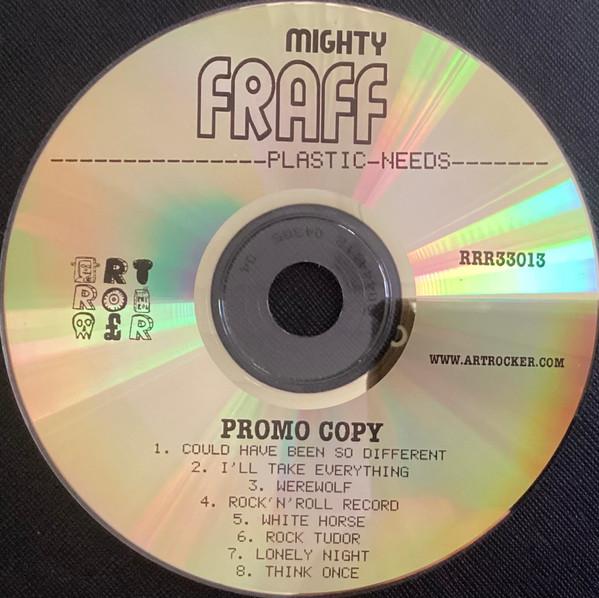 MIGHTY
FRAFF
----------------PLASTIC-NEEDS-------
RRR33013
ART
ROC
K£R
WWW.ARTROCKER.COM
PROMO COPY
1. COULD HAVE BEEN SO DIFFERENT
2. I'LL TAKE EVERYTHING
3. WEREWOLF
4. ROCK'N'ROLL RECORD
5. WHITE HORSE
6. ROCK TUDOR
7. LONELY NIGHT
8. THINK ONCE